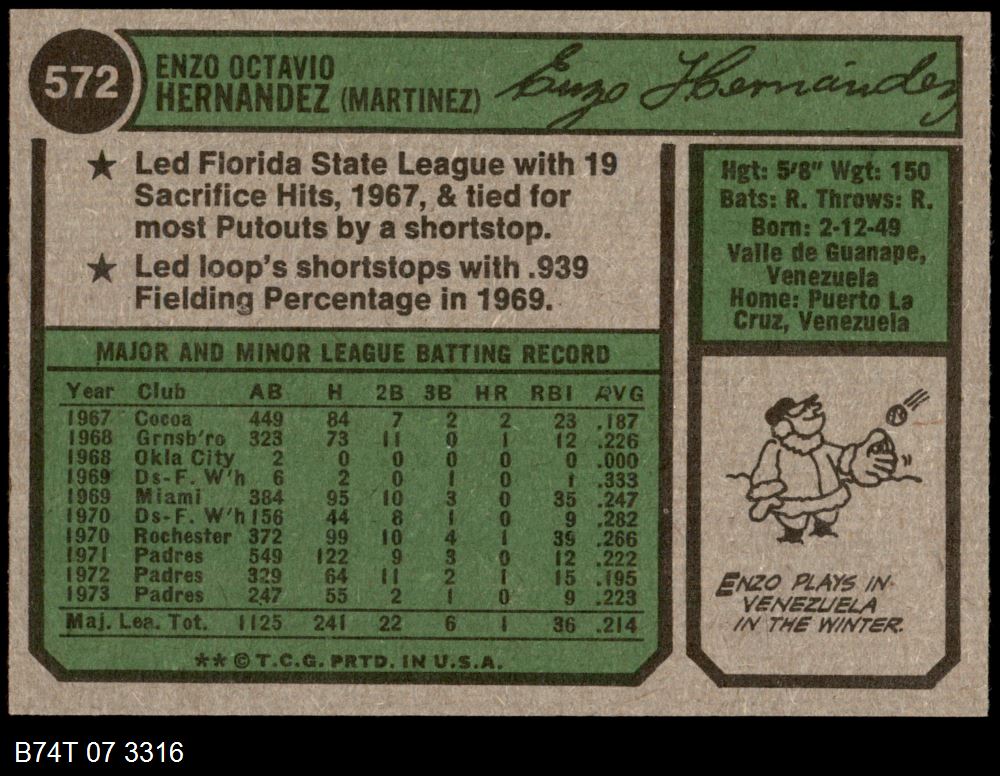 572
ENZO OCTAVIO
HERNANDEZ (MARTINEZ)
Enzo Hernández
★ Led Florida State League with 19
Sacrifice Hits, 1967, & tied for
most Putouts by a shortstop.
★ Led loop's shortstops with .939
Fielding Percentage in 1969.
MAJOR AND MINOR LEAGUE BATTING RECORD
Year Club AB H 2B 3B HR RBI AVG
1967 Cocoa 449 84 7 2 2 23 .187
1968 Grnsb'ro 323 73 11 0 1 12 .226
1968 Okla City 2 0 0 0 0 0 .000
1969 Ds-F. W'h 6 2 0 1 0 1 .333
1969 Miami 384 95 10 3 0 35 .247
1970 Ds-F. W'h 156 44 8 1 0 9 .282
1970 Rochester 372 99 10 4 1 39 .266
1971 Padres 549 122 9 3 0 12 .222
1972 Padres 329 64 11 2 1 15 .195
1973 Padres 247 55 2 1 0 9 .223
Maj. Lea. Tot. 1125 241 22 6 1 36 .214
** © T.C.G. PRTD. IN U.S.A.
Hgt: 5'8" Wgt: 150
Bats: R. Throws: R.
Born: 2-12-49
Valle de Guanape,
Venezuela
Home: Puerto La
Cruz, Venezuela
ENZO PLAYS IN
VENEZUELA
IN THE WINTER.
B74T 07 3316